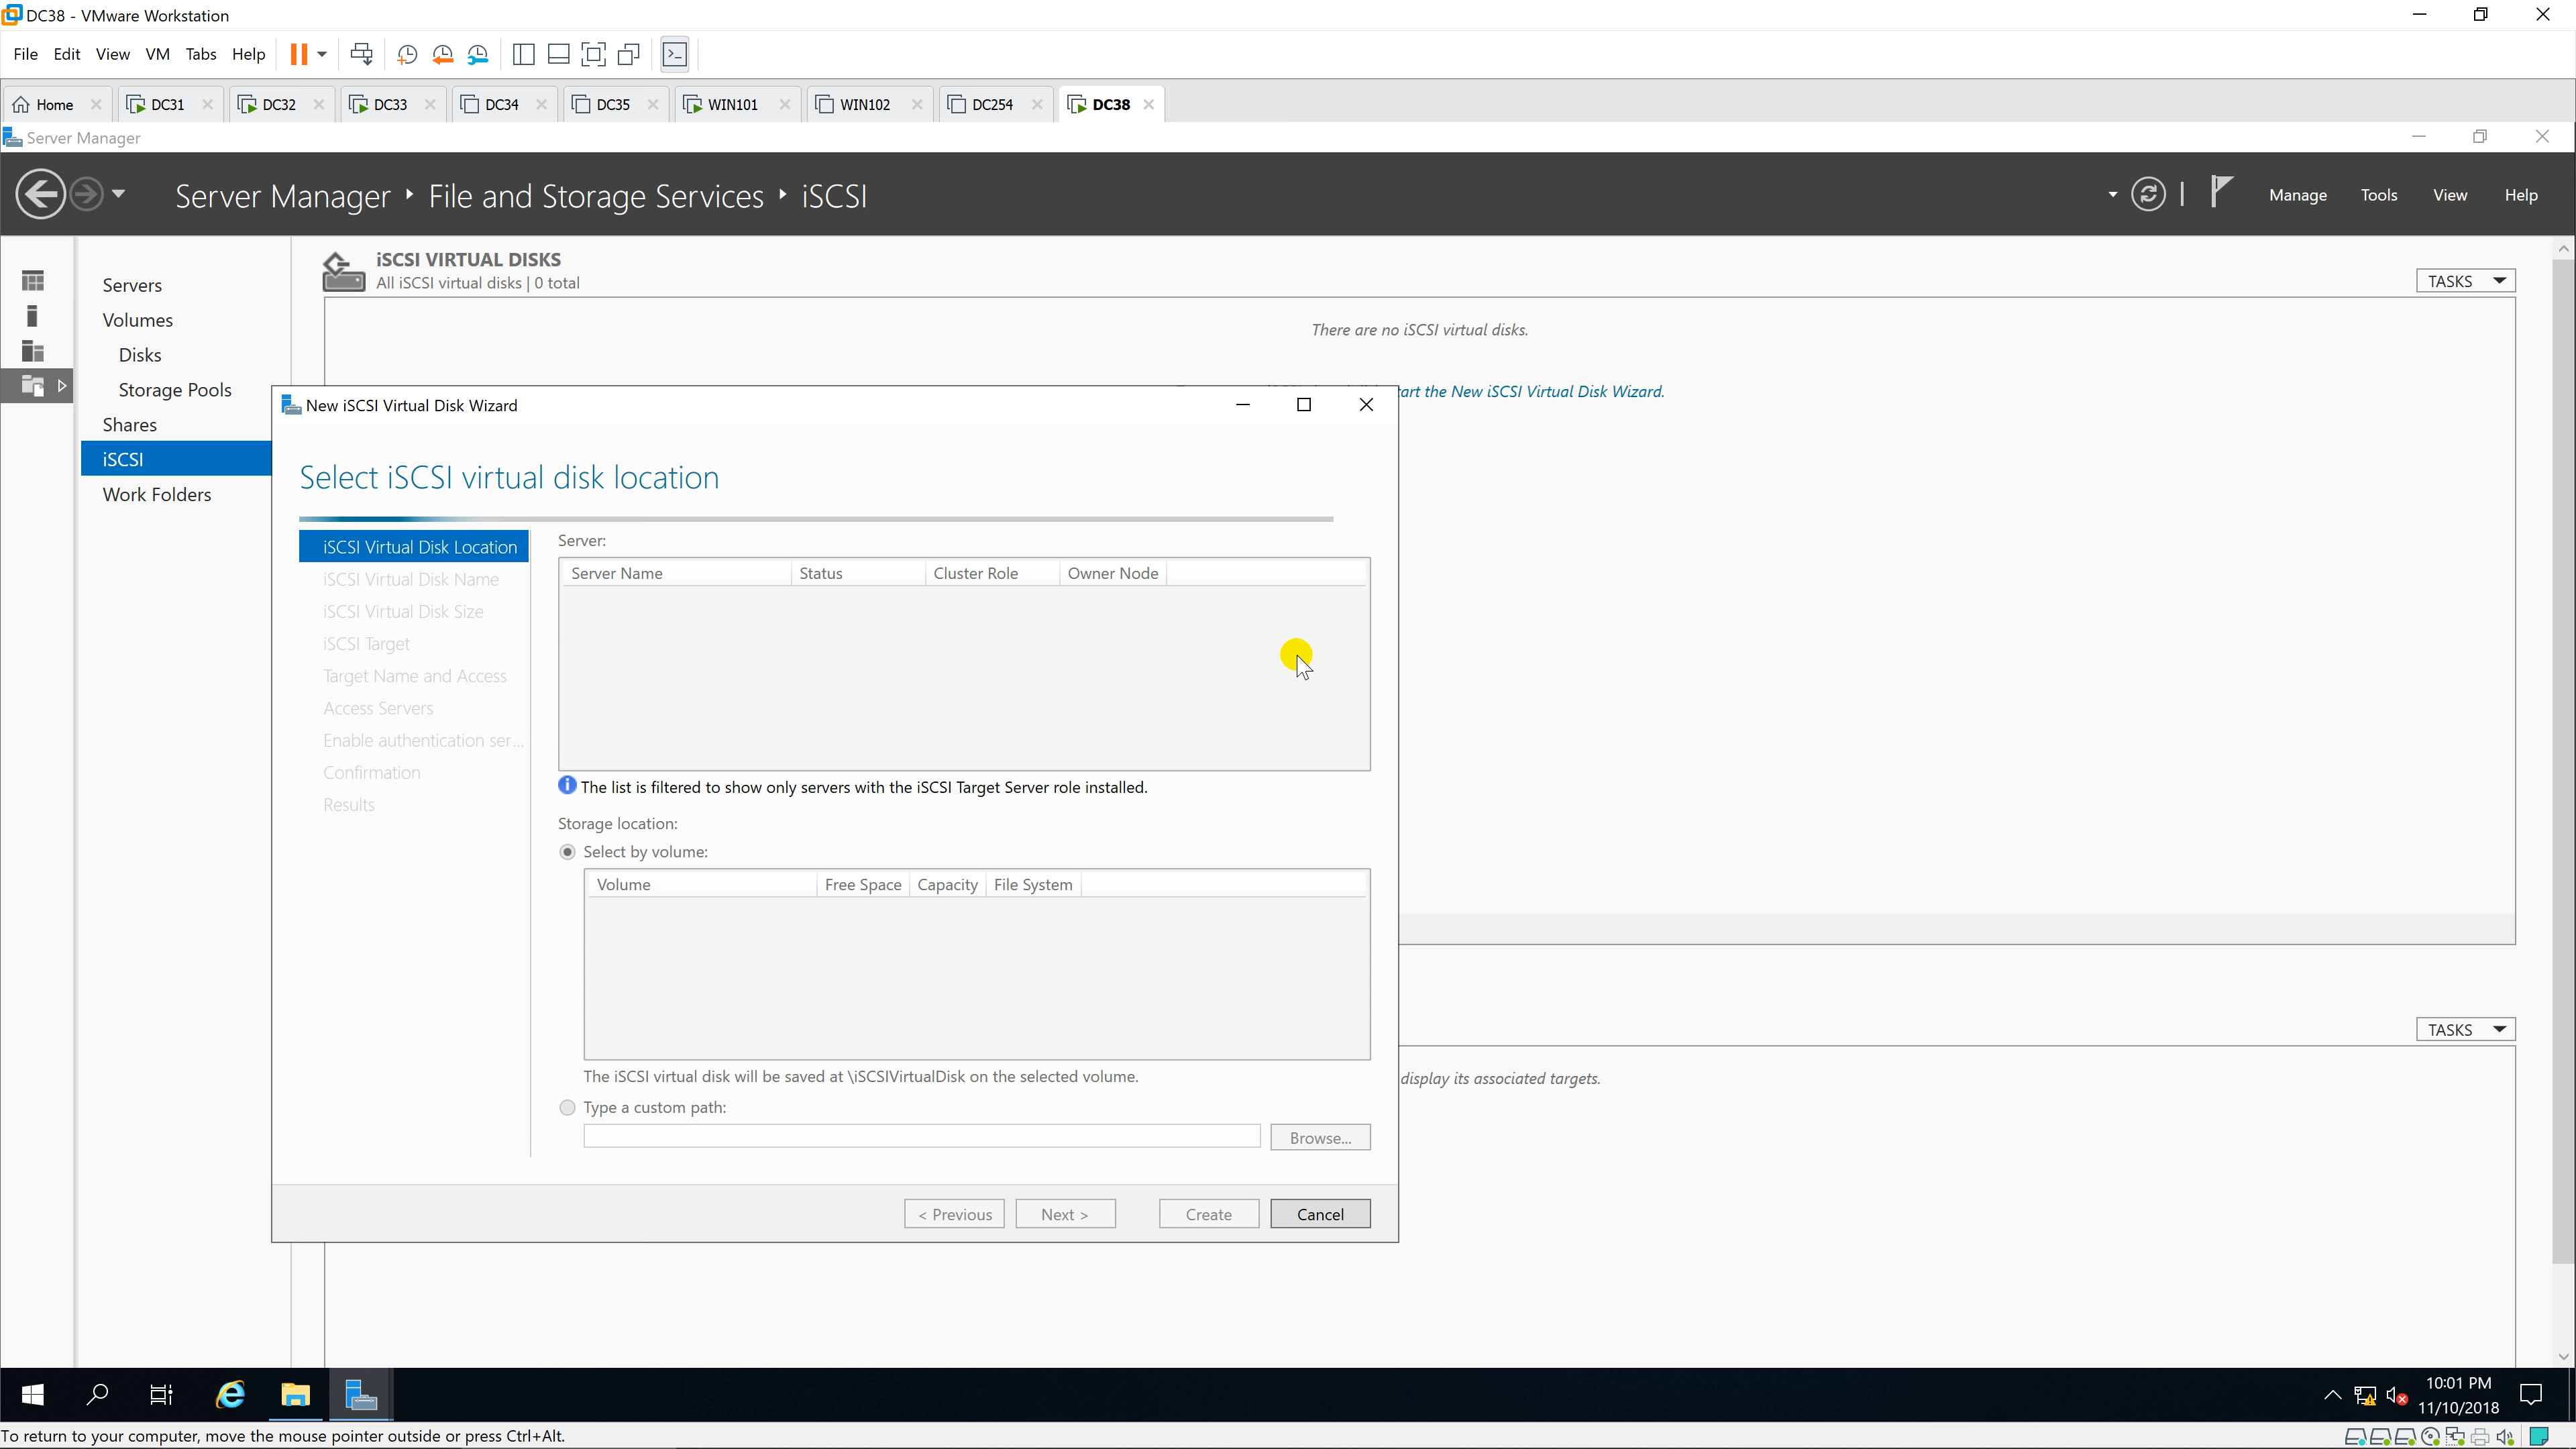 DC38 - VMware Workstation
File Edit View VM Tabs Help
Home DC31 DC32 DC33 DC34 DC35 WIN101 WIN102 DC254 DC38
Server Manager
Server Manager File and Storage Services iSCSI
Manage Tools View Help
iSCSI VIRTUAL DISKS
All iSCSI virtual disks | 0 total
TASKS
There are no iSCSI virtual disks.
tart the New iSCSI Virtual Disk Wizard.
Servers
Volumes
Disks
Storage Pools
Shares
iSCSI
Work Folders
New iSCSI Virtual Disk Wizard
Select iSCSI virtual disk location
iSCSI Virtual Disk Location
iSCSI Virtual Disk Name
iSCSI Virtual Disk Size
iSCSI Target
Target Name and Access
Access Servers
Enable authentication ser...
Confirmation
Results
Server:
Server Name Status Cluster Role Owner Node
The list is filtered to show only servers with the iSCSI Target Server role installed.
Storage location:
Select by volume:
Volume Free Space Capacity File System
The iSCSI virtual disk will be saved at \iSCSIVirtualDisk on the selected volume.
Type a custom path:
Browse...
< Previous Next > Create Cancel
TASKS
display its associated targets.
10:01 PM
11/10/2018
To return to your computer, move the mouse pointer outside or press Ctrl+Alt.